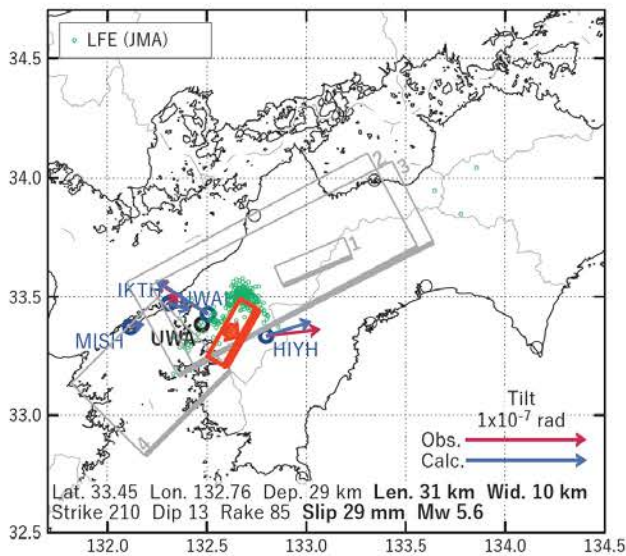 34.5
LFE (JMA)
34.0
2
3
1
33.5
IKTH
UWA
MISH
HIYH
33.0
4
Tilt
1x10⁻⁷ rad
Obs.
Calc.
Lat. 33.45 Lon. 132.76 Dep. 29 km Len. 31 km Wid. 10 km
Strike 210 Dip 13 Rake 85 Slip 29 mm Mw 5.6
32.5
132.0 132.5 133.0 133.5 134.0 134.5